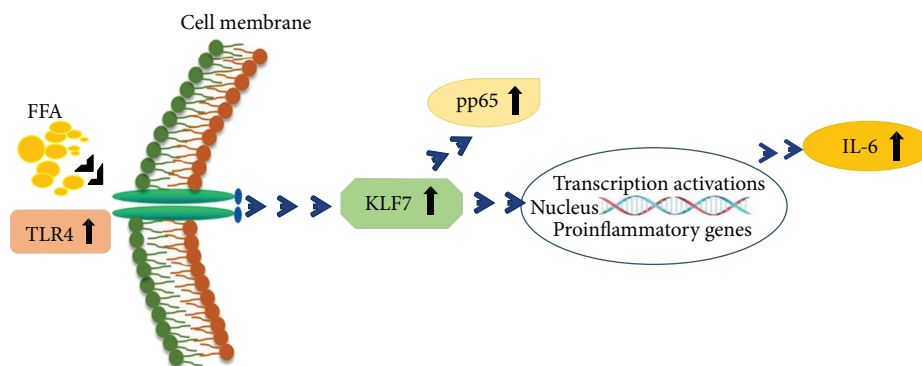 Cell membrane
FFA
TLR4
KLF7
pp65
Transcription activations
Nucleus
Proinflammatory genes
IL-6